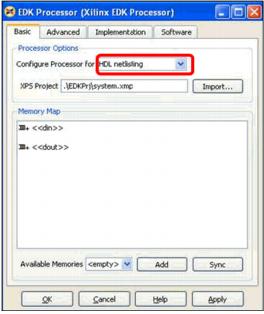 EDK Processor (Xilinx EDK Processor)
Basic Advanced Implementation Software
Processor Options
Configure Processor for HDL netlisting
XPS Project .\EDKPrj\system.xmp Import...
Memory Map
<<din>>
<<dout>>
Available Memories <empty> Add Sync
OK Cancel Help Apply